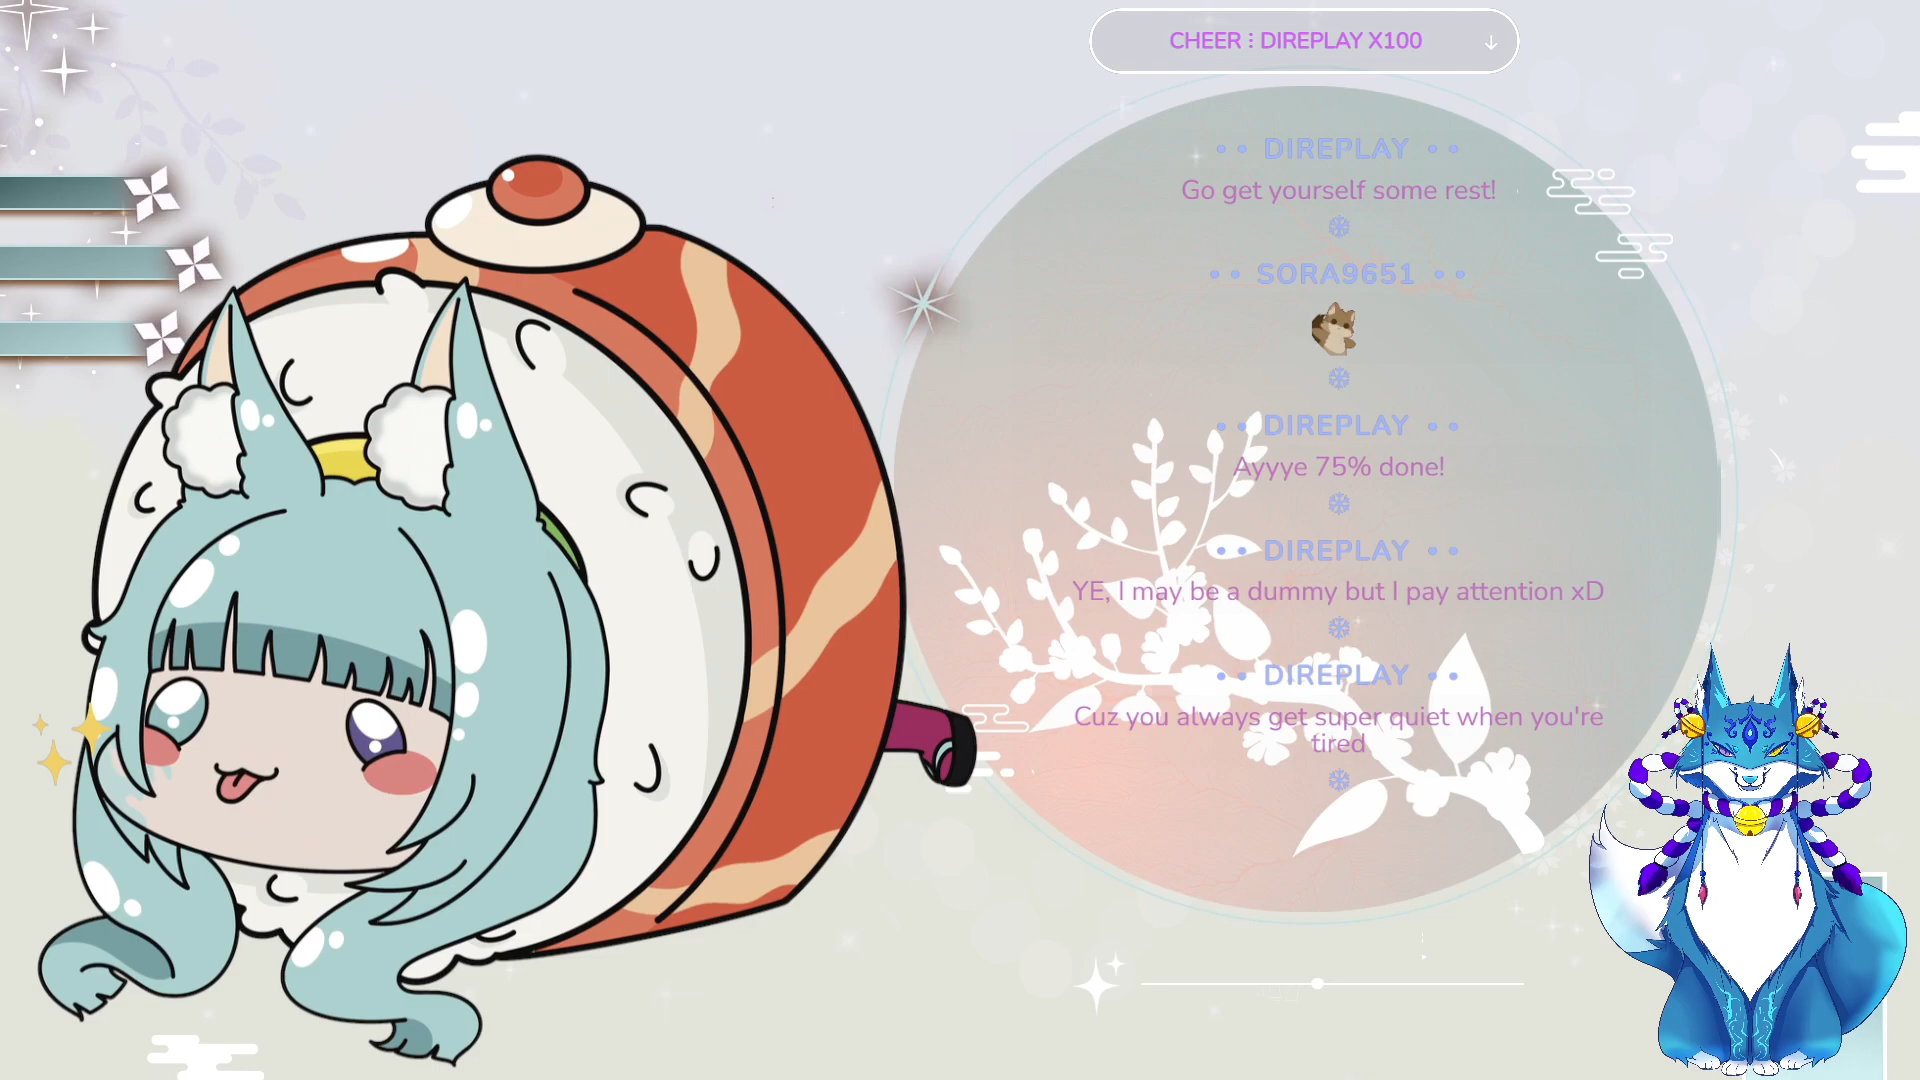 CHEER ⁝ DIREPLAY X100
•• DIREPLAY ••
Go get yourself some rest!
•• SORA9651 ••
•• DIREPLAY ••
Ayyye 75% done!
•• DIREPLAY ••
YE, I may be a dummy but I pay attention xD
•• DIREPLAY ••
Cuz you always get super quiet when you're
tired